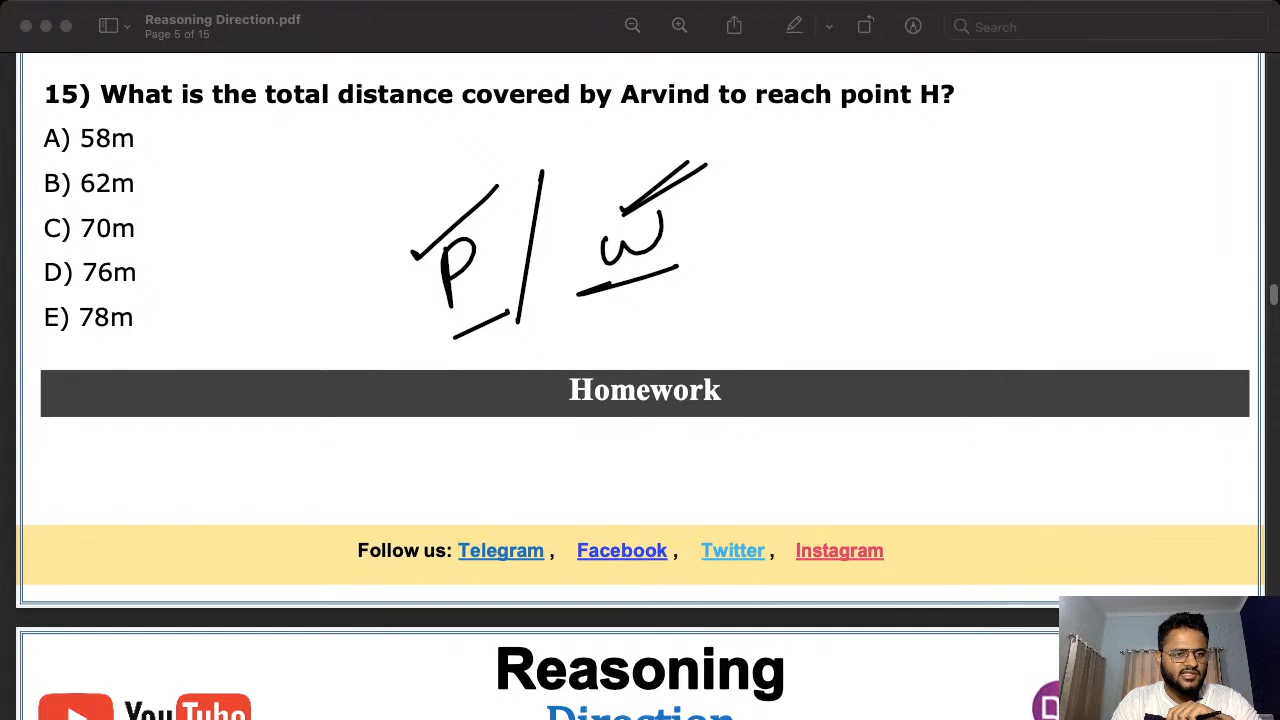 Reasoning Direction.pdf
Page 5 of 15
Search
15) What is the total distance covered by Arvind to reach point H?
A) 58m
B) 62m
C) 70m
D) 76m
E) 78m
P / W
Homework
Follow us: Telegram , Facebook , Twitter , Instagram
Reasoning
YouTube
Direction
D